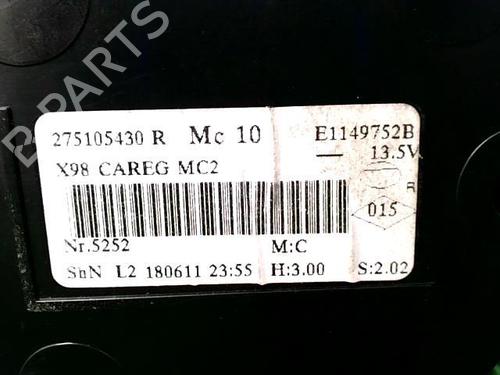 275105430 R Mc 10 E1149752B
— 13.5V
X98 CAREG MC2
R
015
Nr.5252 M:C
SnN L2 180611 23:55 H:3.00 S:2.02
B-PARTS